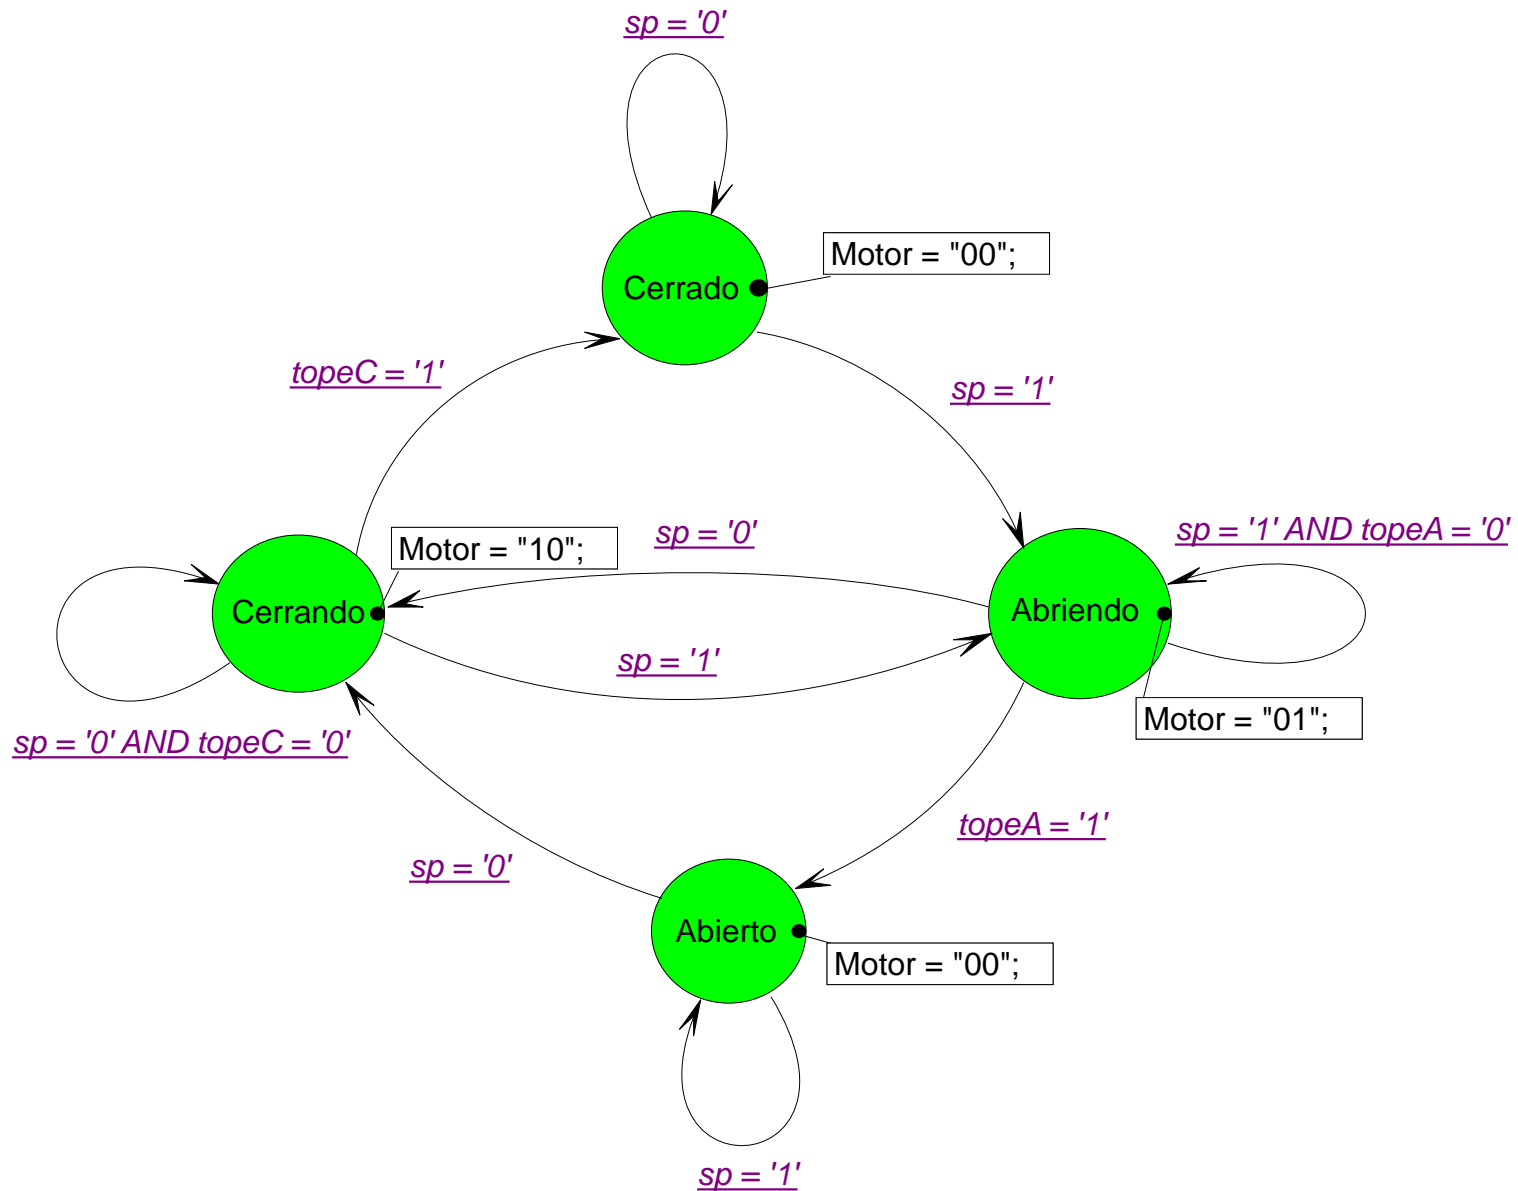 sp = '0'
Motor = "00";
Cerrado
topeC = '1'
sp = '1'
sp = '0'
sp = '1' AND topeA = '0'
Motor = "10";
Cerrando
Abriendo
sp = '1'
Motor = "01";
sp = '0' AND topeC = '0'
topeA = '1'
sp = '0'
Abierto
Motor = "00";
sp = '1'